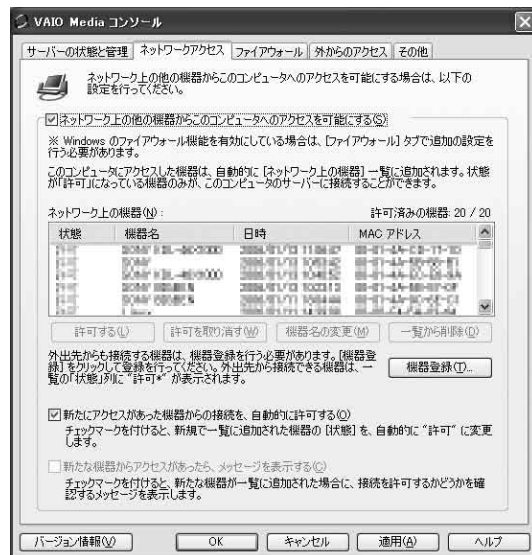 VAIO Media コンソール
サーバーの状態と管理 ネットワークアクセス ファイアウォール 外からのアクセス その他
ネットワーク上の他の機器からこのコンピュータへのアクセスを可能にする場合は、以下の
設定を行ってください。
ネットワーク上の他の機器からこのコンピュータへのアクセスを可能にする(S)
※ Windows のファイアウォール機能を有効にしている場合は、[ファイアウォール] タブで追加の設定を
行う必要があります。
このコンピュータにアクセスした機器は、自動的に [ネットワーク上の機器] 一覧に追加されます。状態
が「許可」になっている機器のみが、このコンピュータのサーバーに接続することができます。
ネットワーク上の機器(N): 許可済みの機器: 20 / 20
状態 機器名 日時 MAC アドレス
許可する(L) 許可を取り消す(W) 機器名の変更(M) 一覧から削除(D)
外出先からも接続する機器は、機器登録を行う必要があります。[機器登
録] をクリックして登録を行ってください。外出先から接続できる機器は、一
覧の「状態」列に "許可*" が表示されます。
機器登録(T)...
新たにアクセスがあった機器からの接続を、自動的に許可する(O)
チェックマークを付けると、新規で一覧に追加された機器の [状態] を、自動的に "許可" に変更
します。
新たな機器からアクセスがあったら、メッセージを表示する(G)
チェックマークを付けると、新たな機器が一覧に追加された場合に、接続を許可するかどうかを確
認するメッセージを表示します。
バージョン情報(V) OK キャンセル 適用(A) ヘルプ